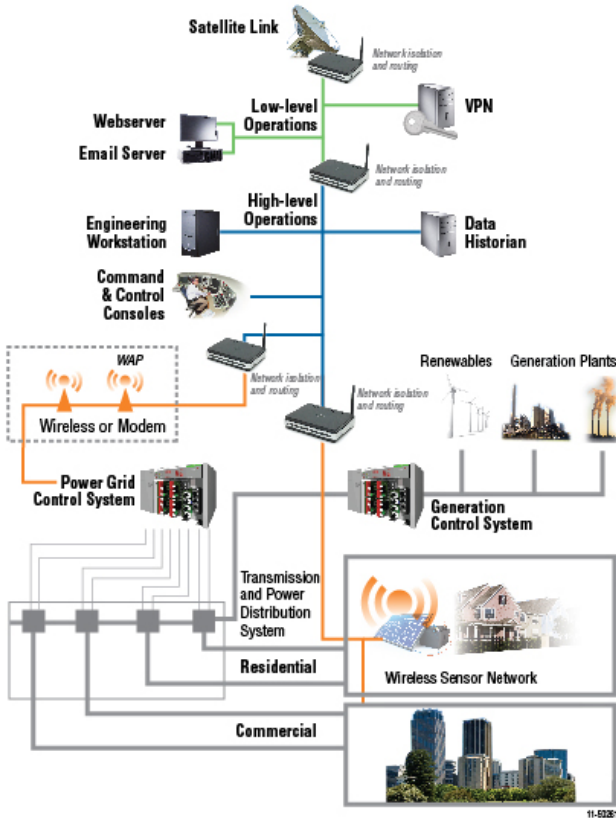 Satellite Link
Network isolation
and routing
Low-level
Operations
VPN
Webserver
Email Server
Network isolation
and routing
High-level
Operations
Engineering
Workstation
Data
Historian
Command
& Control
Consoles
WAP
Wireless or Modem
Network isolation
and routing
Network isolation
and routing
Renewables
Generation Plants
Power Grid
Control System
Generation
Control System
Transmission
and Power
Distribution
System
Residential
Wireless Sensor Network
Commercial